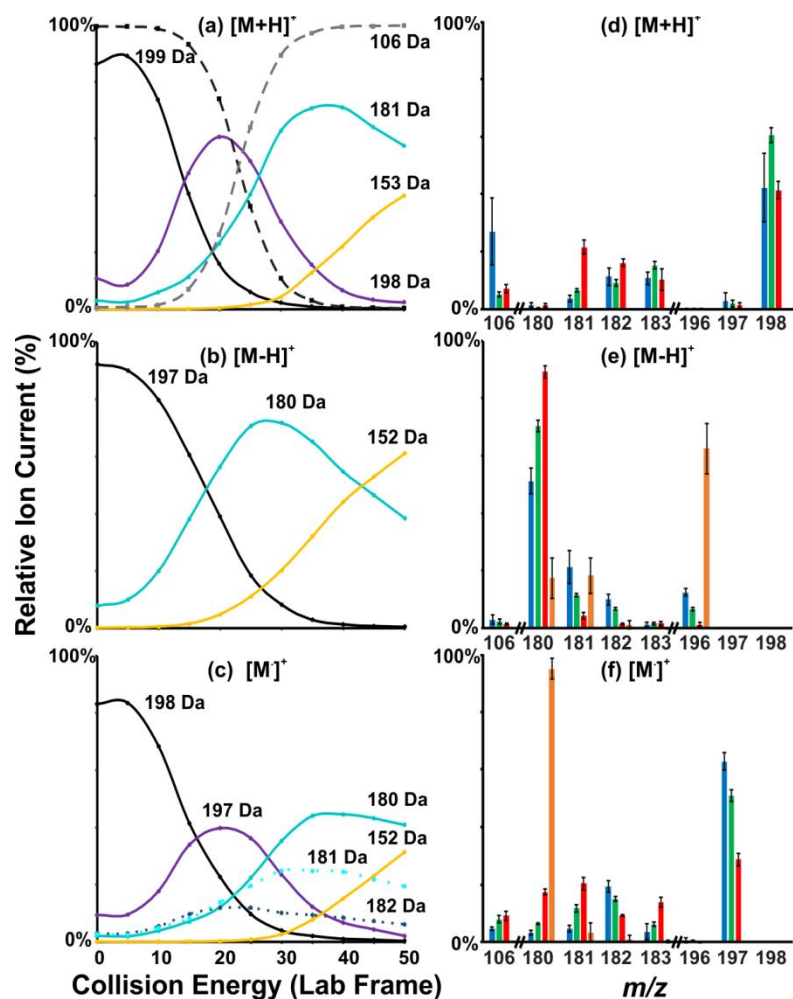 Relative Ion Current (%)
(a) [M+H]+
100%
0%
199 Da
106 Da
181 Da
153 Da
198 Da
(b) [M-H]+
100%
0%
197 Da
180 Da
152 Da
(c) [M·]+
100%
0%
198 Da
197 Da
180 Da
152 Da
181 Da
182 Da
0 10 20 30 40 50
Collision Energy (Lab Frame)
(d) [M+H]+
100%
0%
106 180 181 182 183 196 197 198
(e) [M-H]+
100%
0%
106 180 181 182 183 196 197 198
(f) [M·]+
100%
0%
106 180 181 182 183 196 197 198
m/z